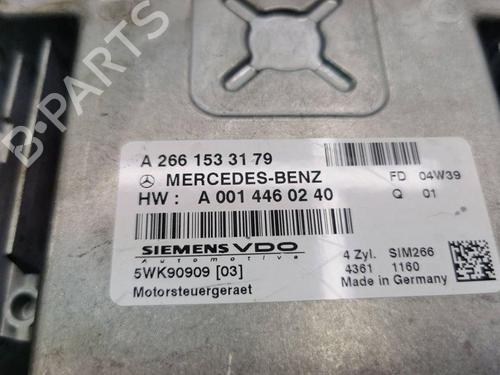 A 266 153 31 79
MERCEDES-BENZ
FD 04W39
HW : A 001 446 02 40
Q 01
SIEMENS VDO
Automotive
4 Zyl. SIM266
5WK90909 [03]
4361 1160
Motorsteuergeraet
Made in Germany